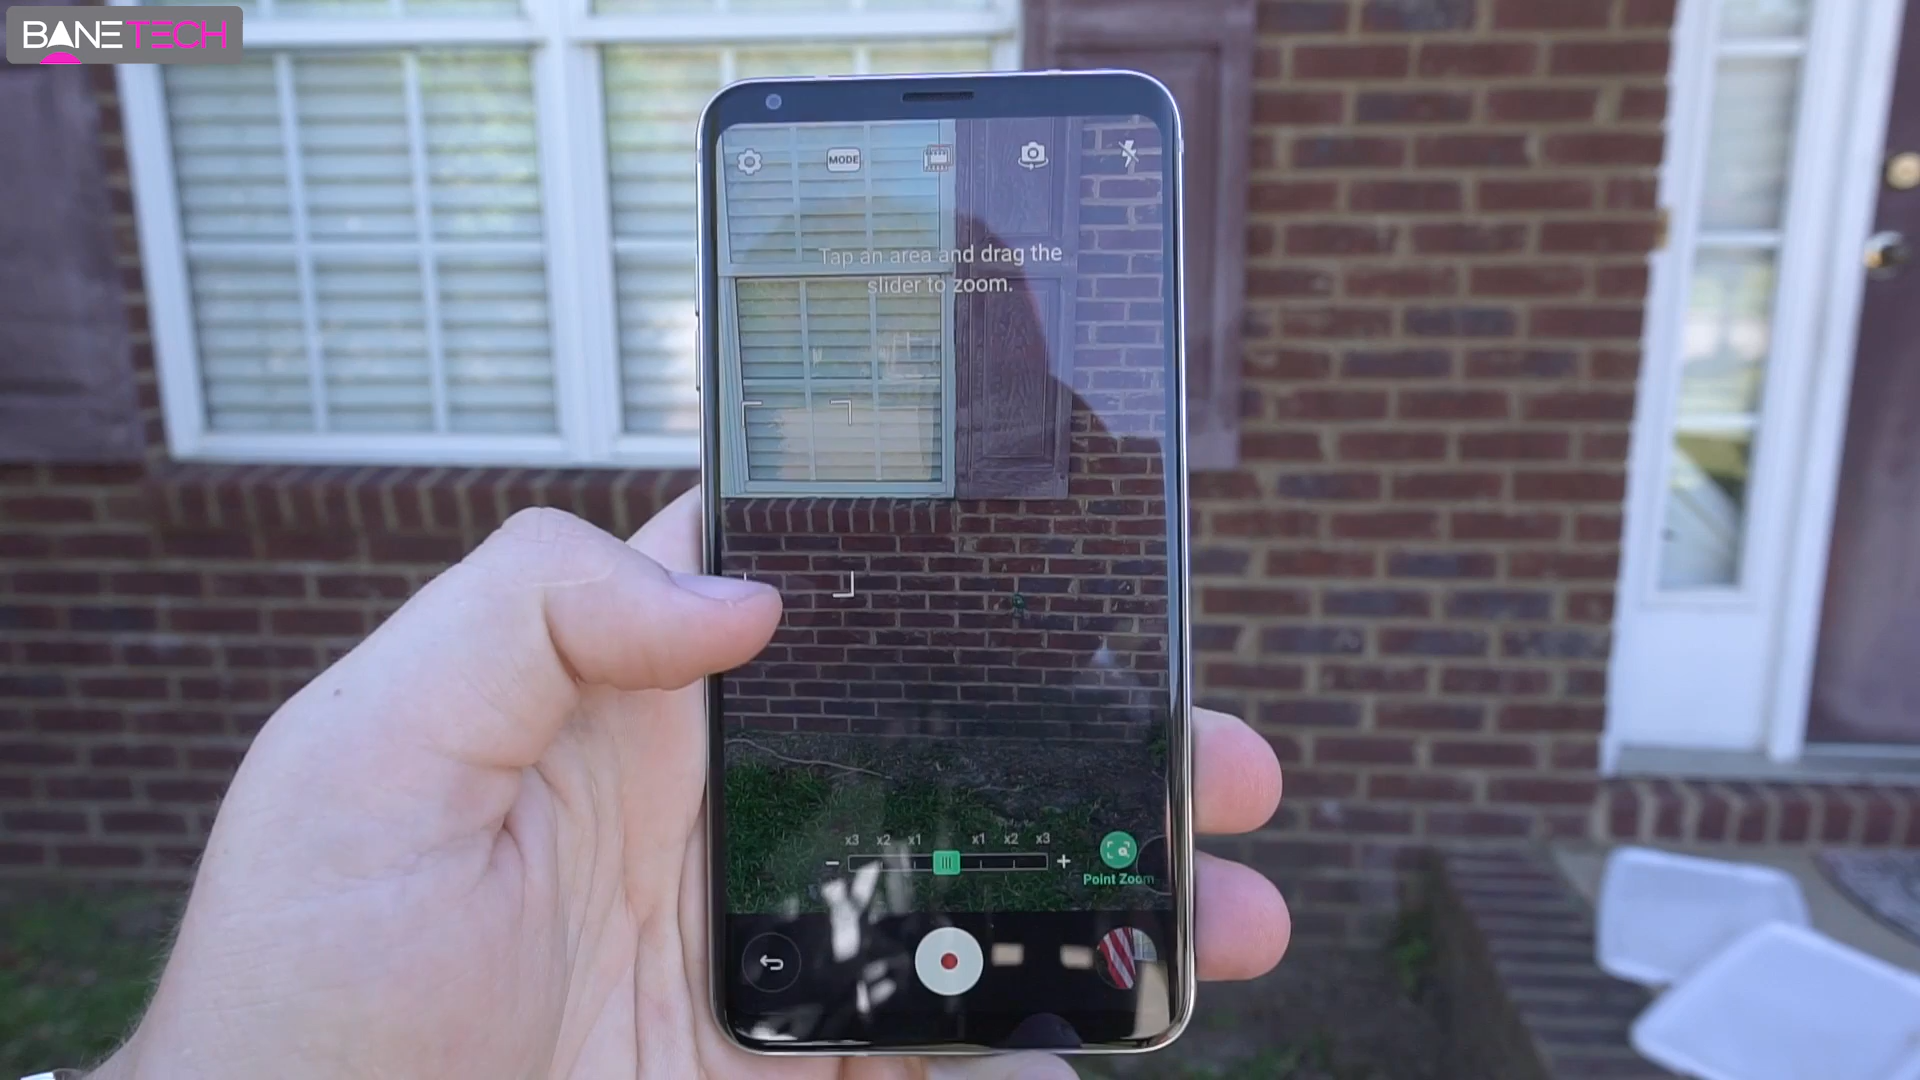 BANETECH
MODE
Tap an area and drag the
slider to zoom.
x3 x2 x1 x1 x2 x3
− +
Point Zoom